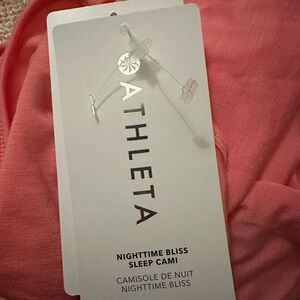 ATHLETA
NIGHTTIME BLISS
SLEEP CAMI
CAMISOLE DE NUIT
NIGHTTIME BLISS